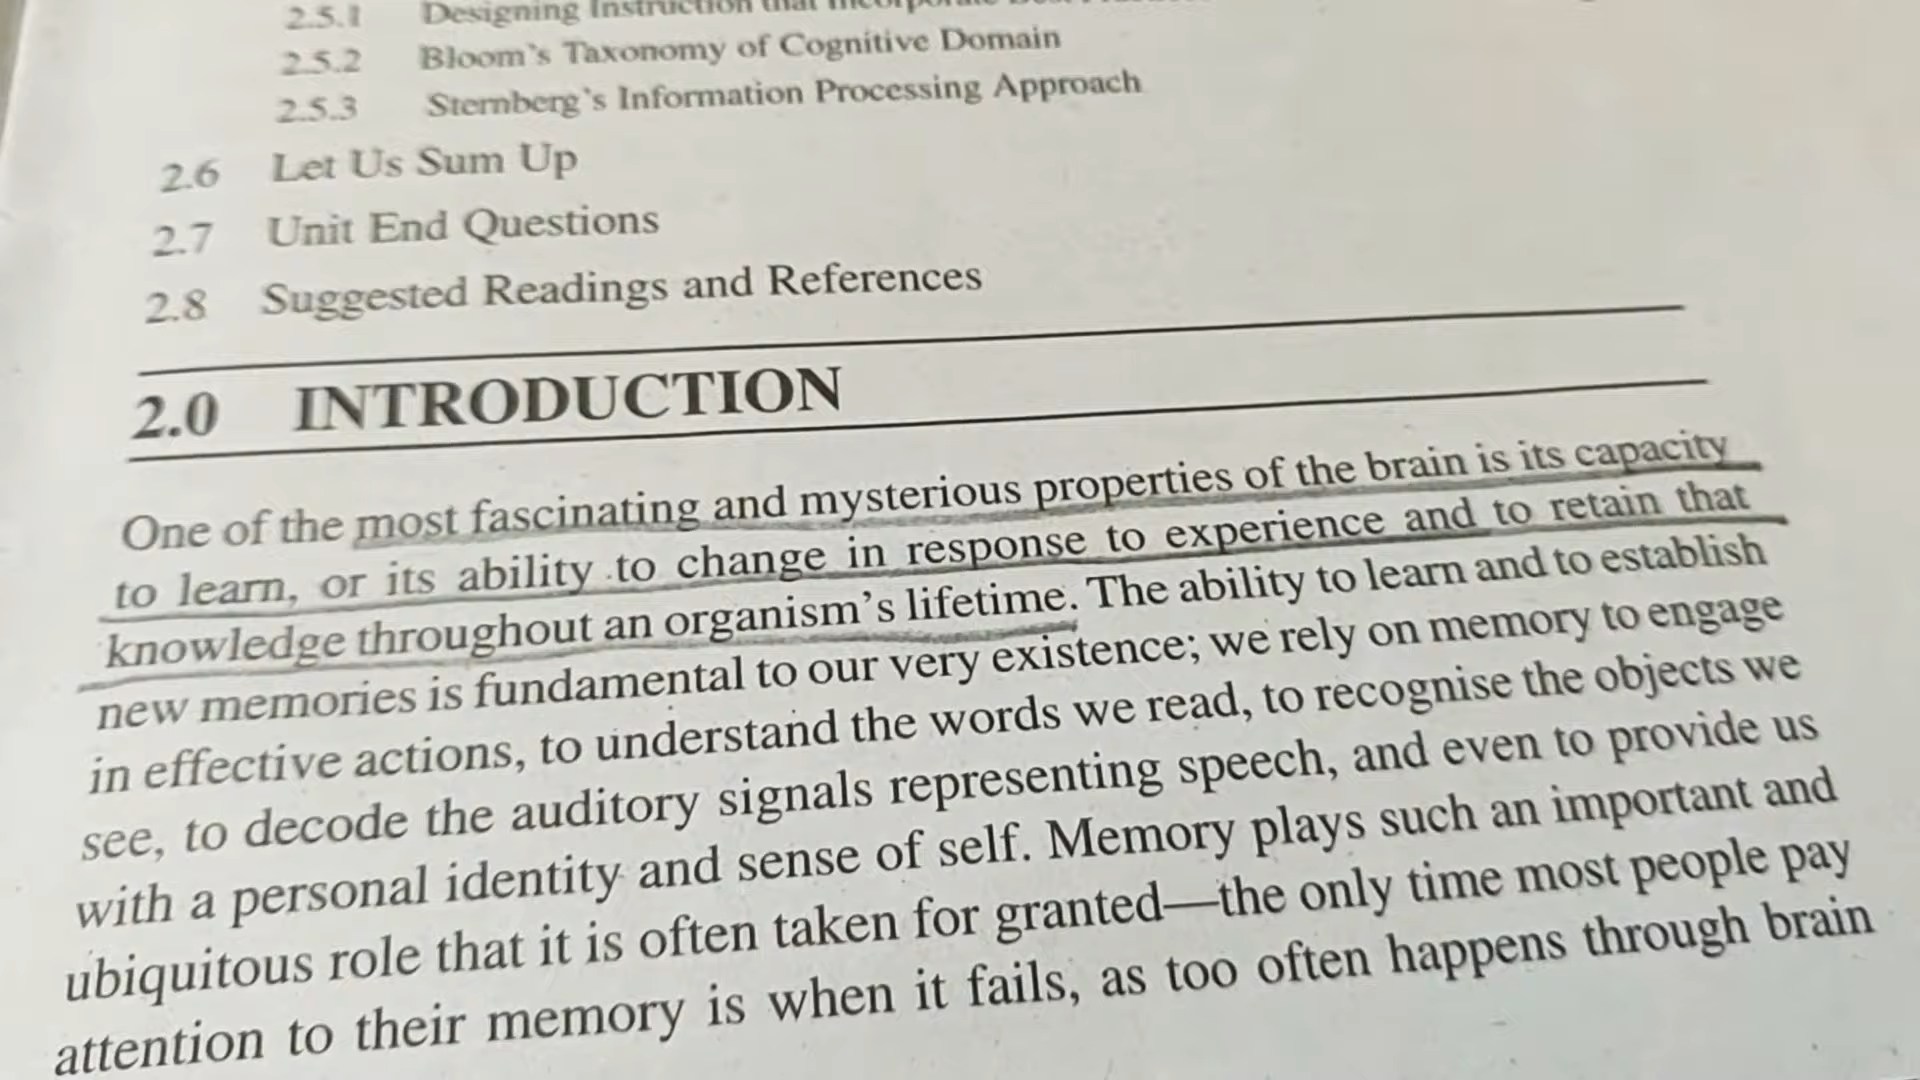 2.5.1 Designing Instruction that
2.5.2 Bloom's Taxonomy of Cognitive Domain
2.5.3 Sternberg's Information Processing Approach
2.6 Let Us Sum Up
2.7 Unit End Questions
2.8 Suggested Readings and References
2.0 INTRODUCTION
One of the most fascinating and mysterious properties of the brain is its capacity
to learn, or its ability to change in response to experience and to retain that
knowledge throughout an organism's lifetime. The ability to learn and to establish
new memories is fundamental to our very existence; we rely on memory to engage
in effective actions, to understand the words we read, to recognise the objects we
see, to decode the auditory signals representing speech, and even to provide us
with a personal identity and sense of self. Memory plays such an important and
ubiquitous role that it is often taken for granted—the only time most people pay
attention to their memory is when it fails, as too often happens through brain